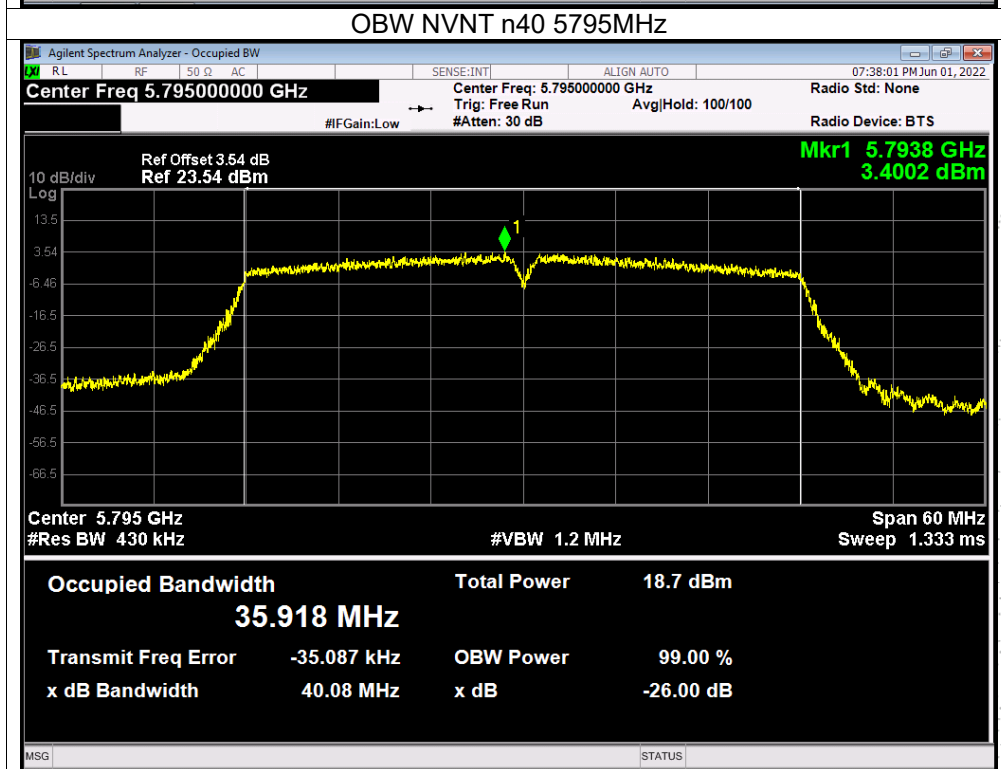 OBW NVNT n40 5795MHz
Agilent Spectrum Analyzer - Occupied BW
LXI RL RF 50 Ω AC SENSE:INT ALIGN AUTO 07:38:01 PM Jun 01, 2022
Center Freq 5.795000000 GHz Center Freq: 5.795000000 GHz Radio Std: None
Trig: Free Run Avg|Hold: 100/100
#IFGain:Low #Atten: 30 dB Radio Device: BTS
Mkr1 5.7938 GHz
3.4002 dBm
Ref Offset 3.54 dB
10 dB/div Ref 23.54 dBm
Log
13.5
1
3.54
-6.46
-16.5
-26.5
-36.5
-46.5
-56.5
-66.5
Center 5.795 GHz Span 60 MHz
#Res BW 430 kHz #VBW 1.2 MHz Sweep 1.333 ms
Occupied Bandwidth Total Power 18.7 dBm
35.918 MHz
Transmit Freq Error -35.087 kHz OBW Power 99.00 %
x dB Bandwidth 40.08 MHz x dB -26.00 dB
MSG STATUS